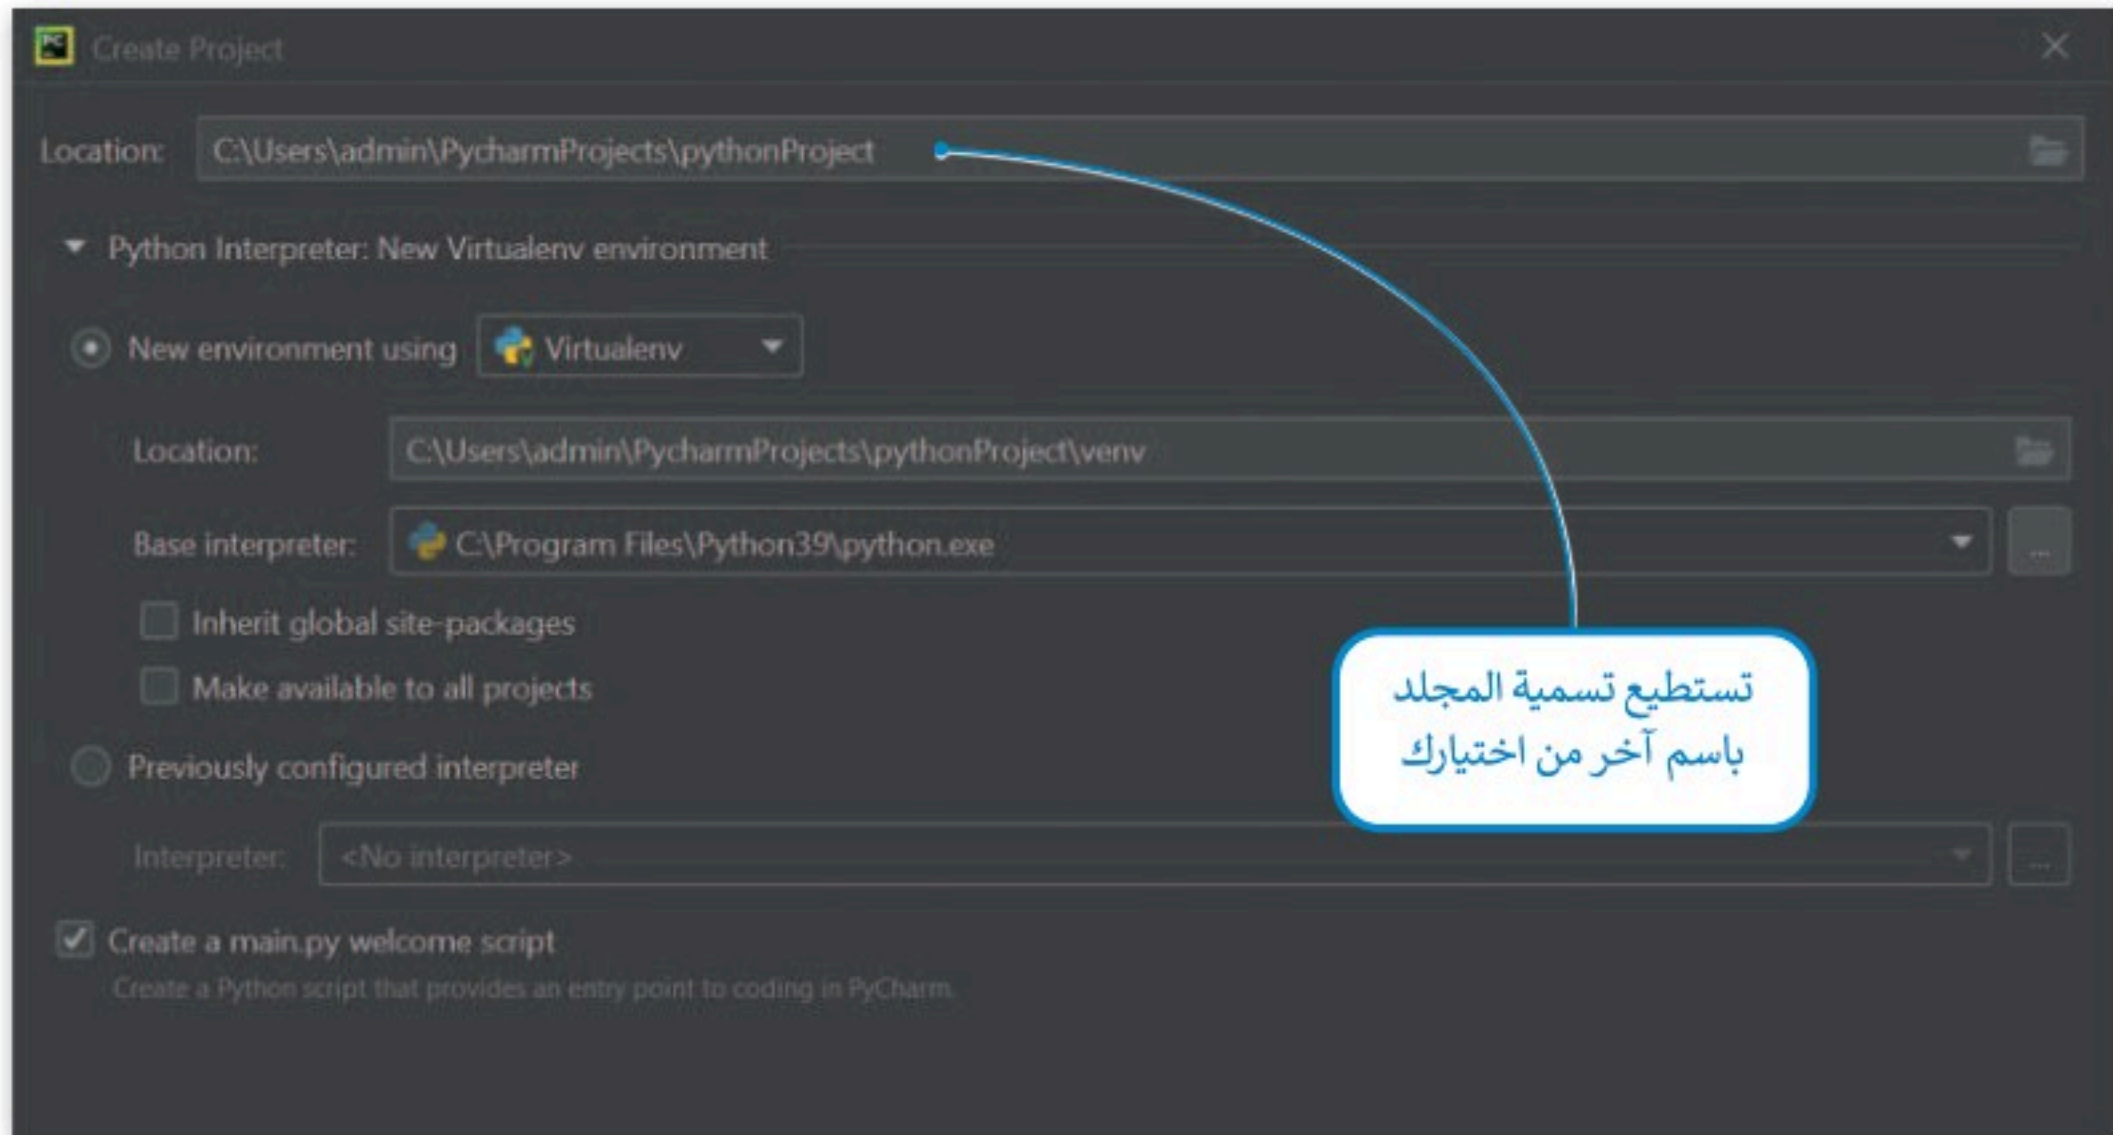 Create Project
Location: C:\Users\admin\PycharmProjects\pythonProject
Python Interpreter: New Virtualenv environment
New environment using Virtualenv
Location: C:\Users\admin\PycharmProjects\pythonProject\venv
Base interpreter: C:\Program Files\Python39\python.exe ...
Inherit global site-packages
Make available to all projects
تستطيع تسمية المجلد
باسم آخر من اختيارك
Previously configured interpreter
Interpreter: <No interpreter> ...
Create a main.py welcome script
Create a Python script that provides an entry point to coding in PyCharm.